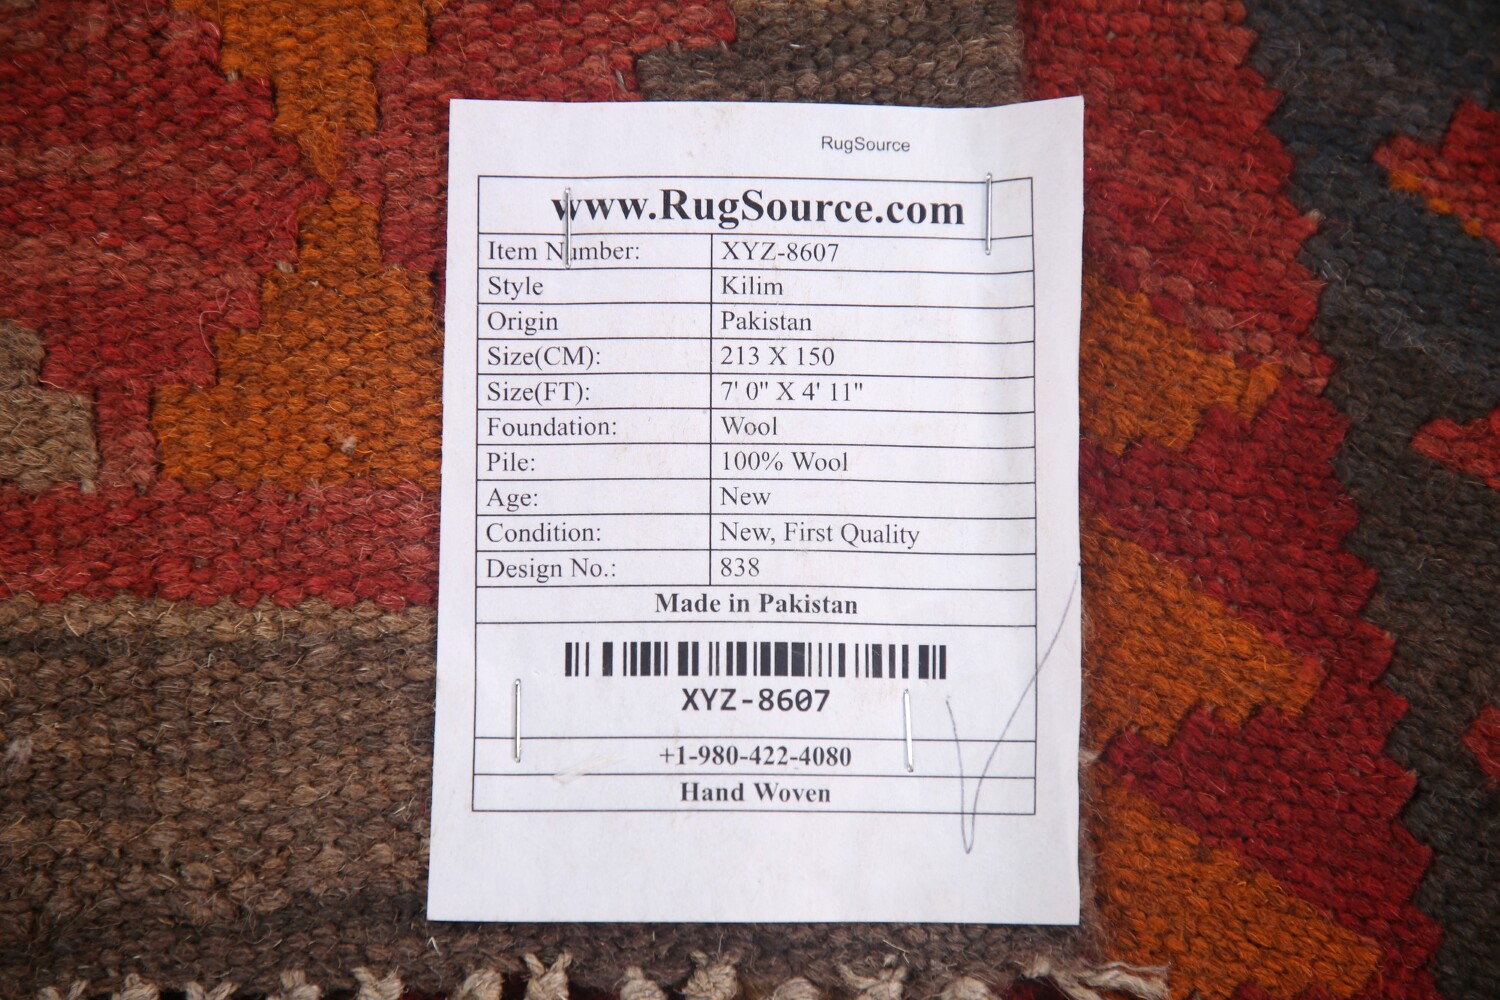 RugSource
www.RugSource.com
Item Number: XYZ-8607
Style Kilim
Origin Pakistan
Size(CM): 213 X 150
Size(FT): 7' 0" X 4' 11"
Foundation: Wool
Pile: 100% Wool
Age: New
Condition: New, First Quality
Design No.: 838
Made in Pakistan
XYZ-8607
+1-980-422-4080
Hand Woven